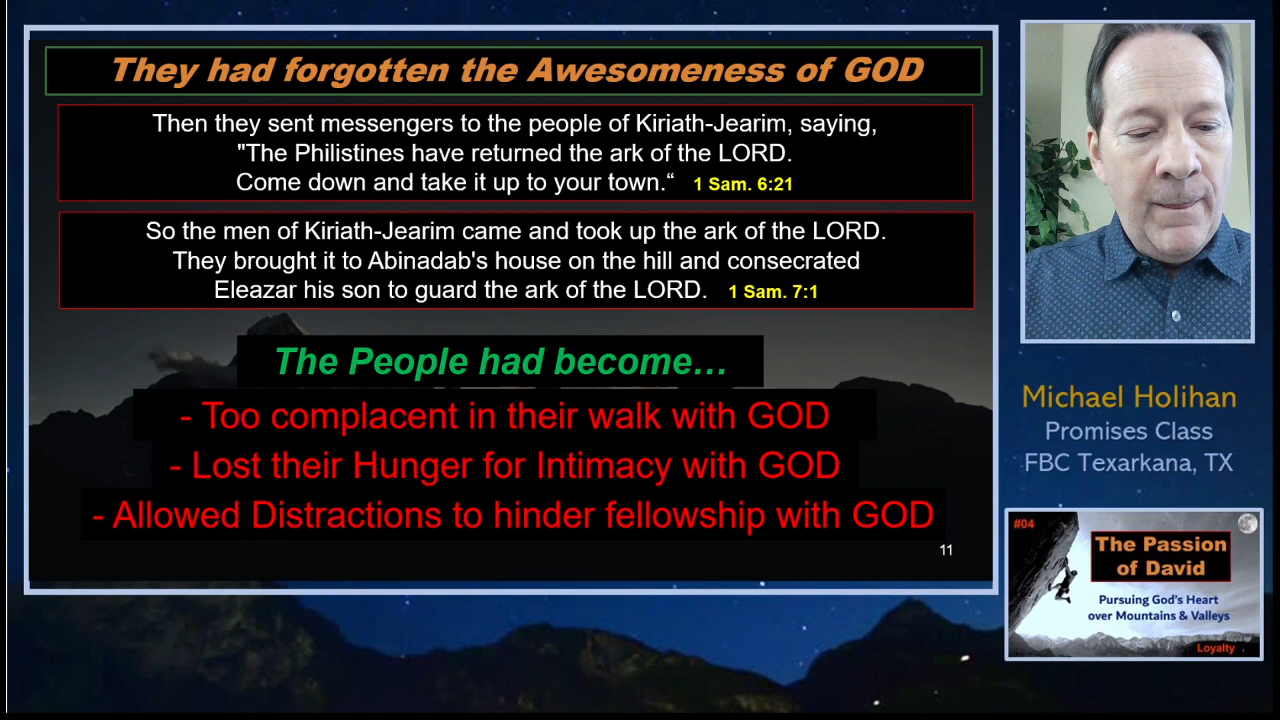 They had forgotten the Awesomeness of GOD
Then they sent messengers to the people of Kiriath-Jearim, saying,
"The Philistines have returned the ark of the LORD.
Come down and take it up to your town.“ 1 Sam. 6:21
So the men of Kiriath-Jearim came and took up the ark of the LORD.
They brought it to Abinadab's house on the hill and consecrated
Eleazar his son to guard the ark of the LORD. 1 Sam. 7:1
The People had become…
- Too complacent in their walk with GOD
- Lost their Hunger for Intimacy with GOD
- Allowed Distractions to hinder fellowship with GOD
11
Michael Holihan
Promises Class
FBC Texarkana, TX
#04
The Passion
of David
Pursuing God's Heart
over Mountains & Valleys
Loyalty